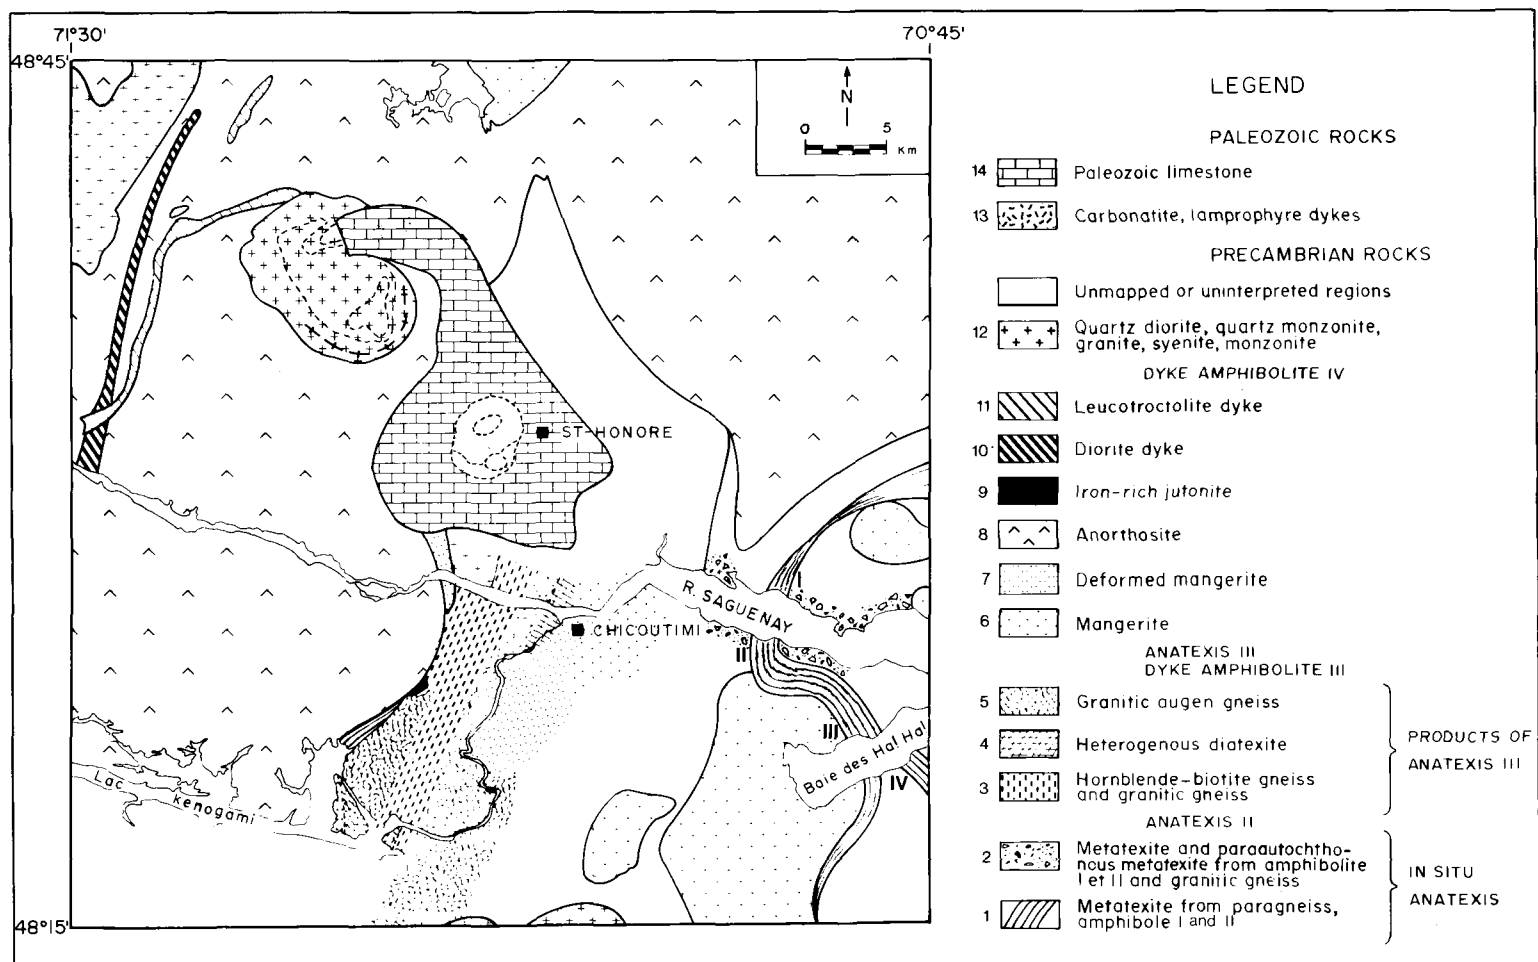 71°30'
70°45'
48°45'
48°15'
N
0 5
Km
ST-HONORE
R. SAGUENAY
CHICOUTIMI
I
II
III
IV
Baie des Ha! Ha!
Lac Kenogami
LEGEND
PALEOZOIC ROCKS
14 Paleozoic limestone
13 Carbonatite, lamprophyre dykes
PRECAMBRIAN ROCKS
Unmapped or uninterpreted regions
12 Quartz diorite, quartz monzonite,
granite, syenite, monzonite
DYKE AMPHIBOLITE IV
11 Leucotroctolite dyke
10 Diorite dyke
9 Iron-rich jotonite
8 Anorthosite
7 Deformed mangerite
6 Mangerite
ANATEXIS III
DYKE AMPHIBOLITE III
5 Granitic augen gneiss
4 Heterogenous diatexite
3 Hornblende-biotite gneiss
and granitic gneiss
PRODUCTS OF
ANATEXIS III
ANATEXIS II
2 Metatexite and paraautochtho-
nous metatexite from amphibolite
I et II and granitic gneiss
1 Metatexite from paragneiss,
amphibole I and II
IN SITU
ANATEXIS